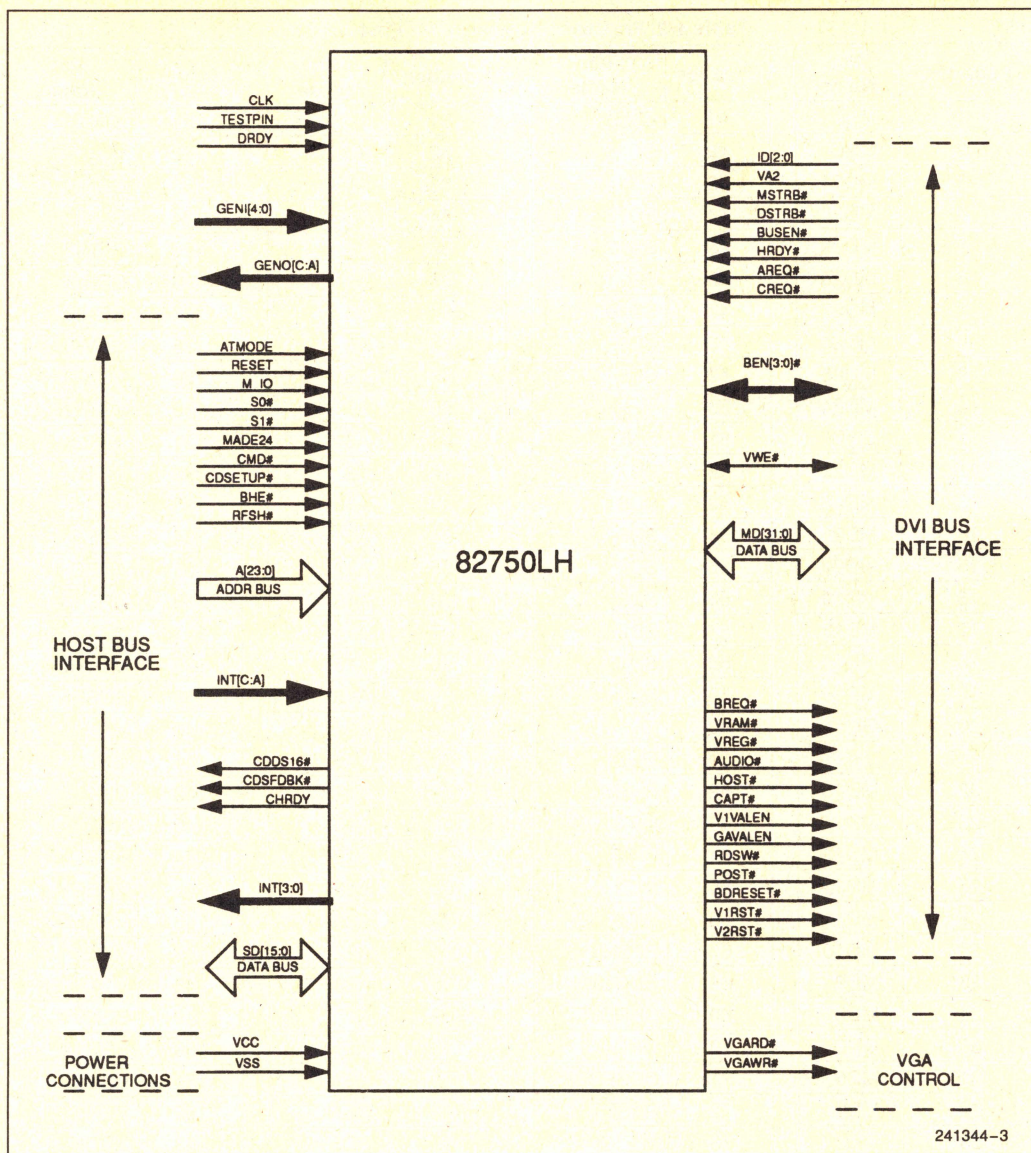 CLK
TESTPIN
DRDY
GENI[4:0]
GENO[C:A]
ATMODE
RESET
M_IO
S0#
S1#
MADE24
CMD#
CDSETUP#
BHE#
RFSH#
A[23:0]
ADDR BUS
HOST BUS
INTERFACE
INT[C:A]
CDDS16#
CDSFDBK#
CHRDY
INT[3:0]
SD[15:0]
DATA BUS
VCC
VSS
POWER
CONNECTIONS
82750LH
ID[2:0]
VA2
MSTRB#
DSTRB#
BUSEN#
HRDY#
AREQ#
CREQ#
BEN[3:0]#
VWE#
MD[31:0]
DATA BUS
DVI BUS
INTERFACE
BREQ#
VRAM#
VREG#
AUDIO#
HOST#
CAPT#
V1VALEN
GAVALEN
RDSW#
POST#
BDRESET#
V1RST#
V2RST#
VGARD#
VGAWR#
VGA
CONTROL
241344-3